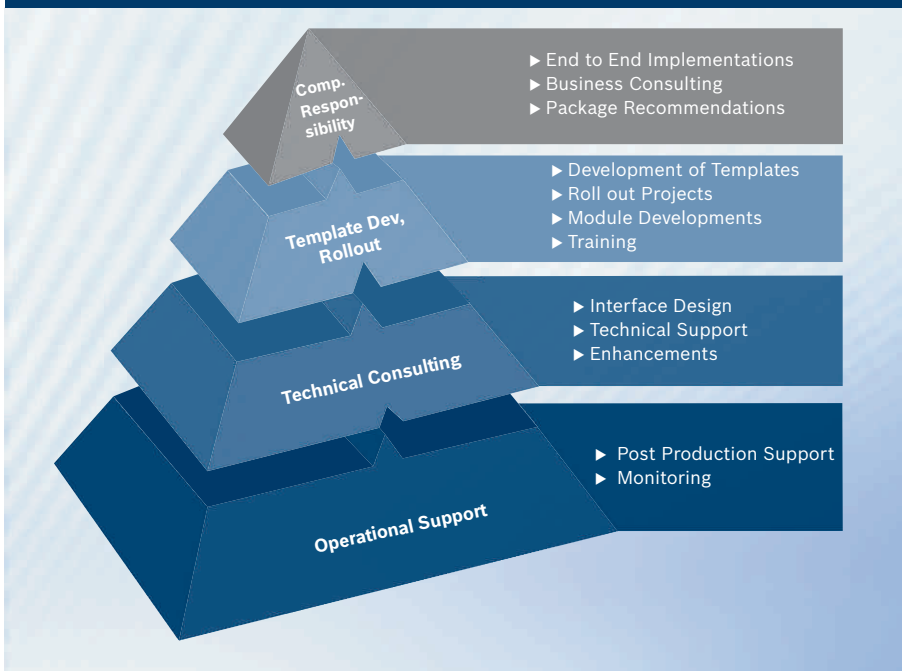 Comp.
Respon-
sibility
▶ End to End Implementations
▶ Business Consulting
▶ Package Recommendations
Template Dev,
Rollout
▶ Development of Templates
▶ Roll out Projects
▶ Module Developments
▶ Training
Technical Consulting
▶ Interface Design
▶ Technical Support
▶ Enhancements
Operational Support
▶ Post Production Support
▶ Monitoring